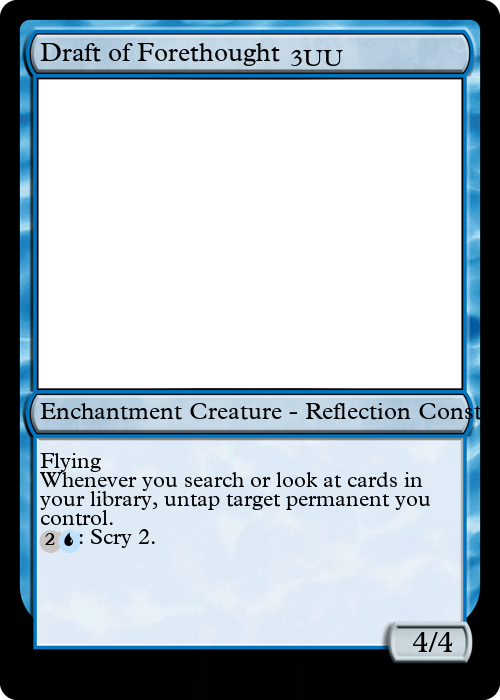 Draft of Forethought 3UU
Enchantment Creature - Reflection Const
Flying
Whenever you search or look at cards in
your library, untap target permanent you
control.
2: Scry 2.
4/4